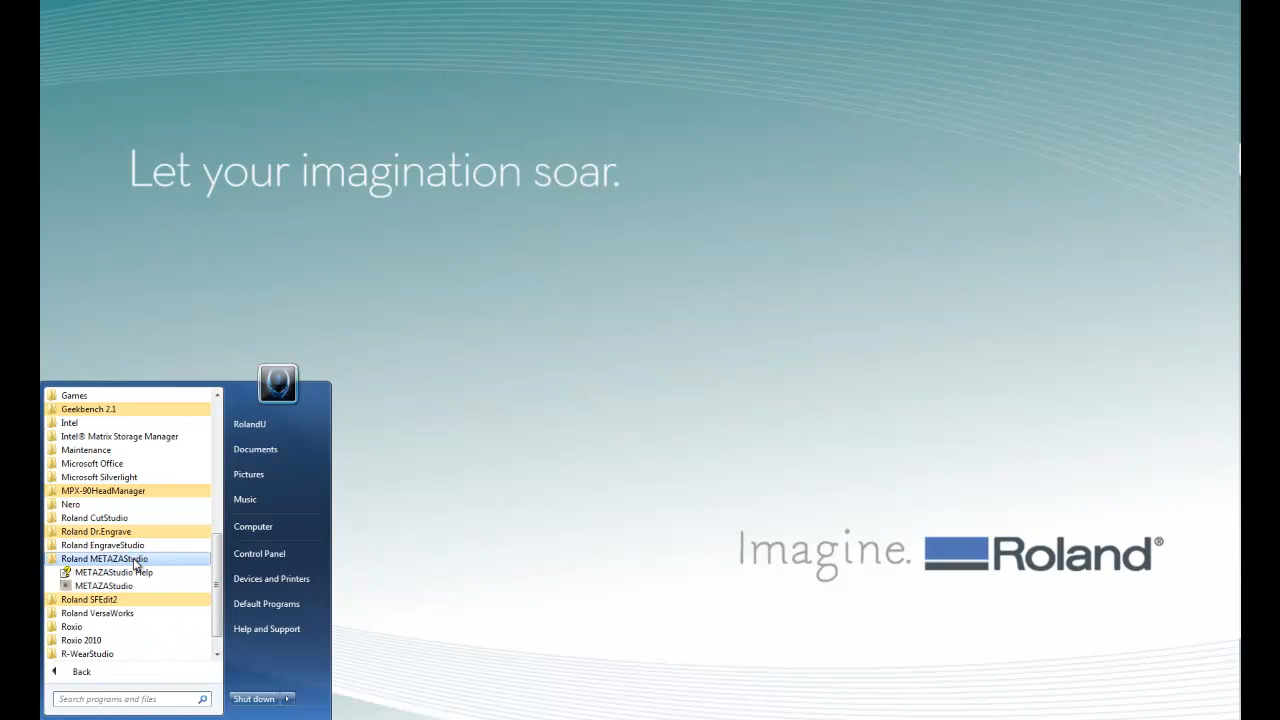 Let your imagination soar.
Imagine. Roland®
Games
Geekbench 2.1
Intel
Intel® Matrix Storage Manager
Maintenance
Microsoft Office
Microsoft Silverlight
MPX-90HeadManager
Nero
Roland CutStudio
Roland Dr.Engrave
Roland EngraveStudio
Roland METAZAStudio
METAZAStudio Help
METAZAStudio
Roland SFEdit2
Roland VersaWorks
Roxio
Roxio 2010
R-WearStudio
Back
Search programs and files
RolandU
Documents
Pictures
Music
Computer
Control Panel
Devices and Printers
Default Programs
Help and Support
Shut down